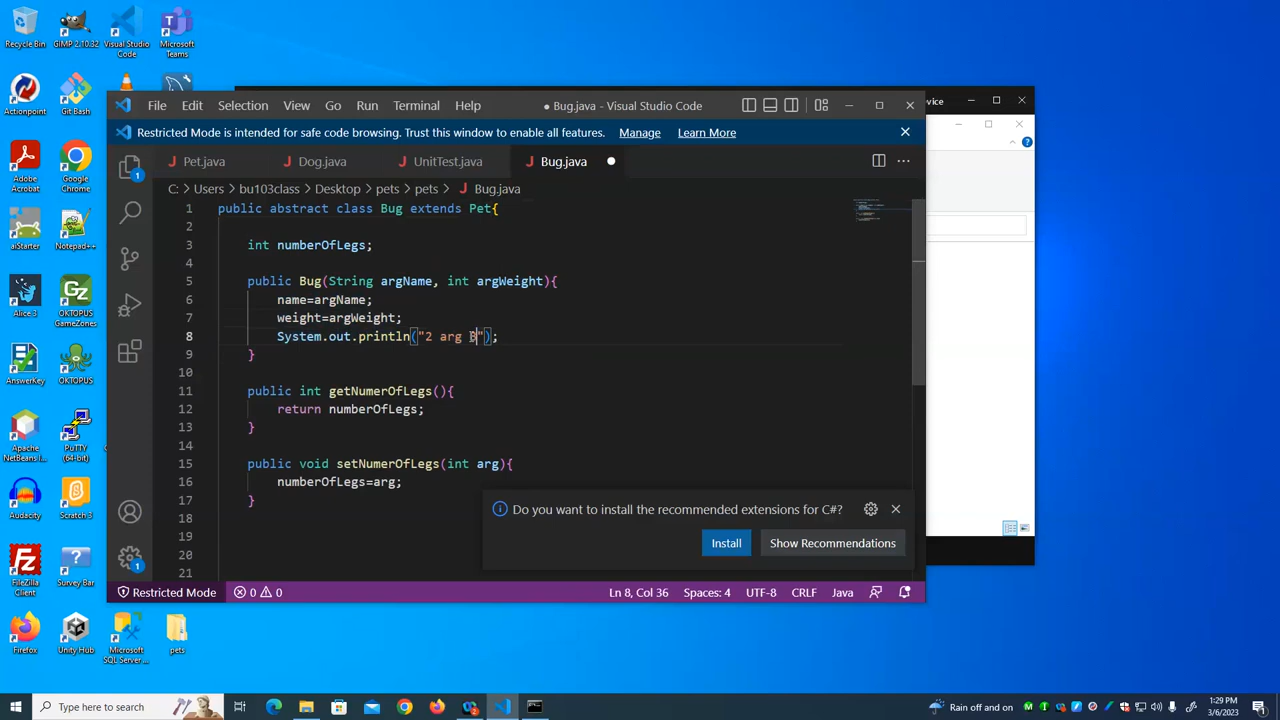 Recycle Bin
GIMP 2.10.32
Visual Studio
Code
Microsoft
Teams
Actionpoint
Git Bash
Adobe
Acrobat
Google
Chrome
aiStarter
Notepad++
Alice 3
OKTOPUS
GameZones
AnswerKey
OKTOPUS
Apache
NetBeans I...
PuTTY
(64-bit)
Audacity
Scratch 3
FileZilla
Client
Survey Bar
Firefox
Unity Hub
Microsoft
SQL Server ...
pets
File Edit Selection View Go Run Terminal Help
● Bug.java - Visual Studio Code
Restricted Mode is intended for safe code browsing. Trust this window to enable all features. Manage Learn More
Pet.java Dog.java UnitTest.java Bug.java
C: > Users > bu103class > Desktop > pets > pets > Bug.java
1 public abstract class Bug extends Pet{
2
3 int numberOfLegs;
4
5 public Bug(String argName, int argWeight){
6 name=argName;
7 weight=argWeight;
8 System.out.println("2 arg B");
9 }
10
11 public int getNumerOfLegs(){
12 return numberOfLegs;
13 }
14
15 public void setNumerOfLegs(int arg){
16 numberOfLegs=arg;
17 }
18
19
20
21
Do you want to install the recommended extensions for C#?
Install Show Recommendations
Restricted Mode 0 0 Ln 8, Col 36 Spaces: 4 UTF-8 CRLF Java
evice
Type here to search
Rain off and on
1:29 PM
3/6/2023